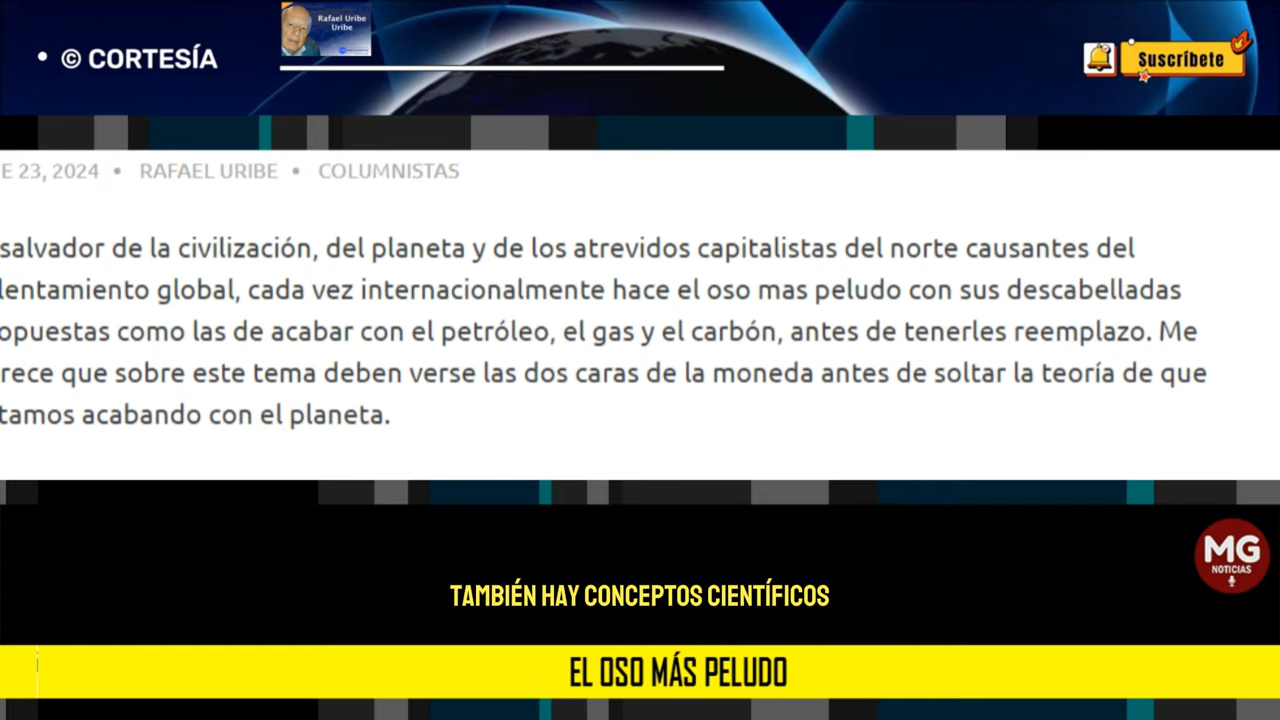 • © CORTESÍA
Rafael Uribe
Uribe
Suscríbete
E 23, 2024 • RAFAEL URIBE • COLUMNISTAS
salvador de la civilización, del planeta y de los atrevidos capitalistas del norte causantes del
lentamiento global, cada vez internacionalmente hace el oso mas peludo con sus descabelladas
opuestas como las de acabar con el petróleo, el gas y el carbón, antes de tenerles reemplazo. Me
rece que sobre este tema deben verse las dos caras de la moneda antes de soltar la teoría de que
tamos acabando con el planeta.
MG
NOTICIAS
TAMBIÉN HAY CONCEPTOS CIENTÍFICOS
EL OSO MÁS PELUDO